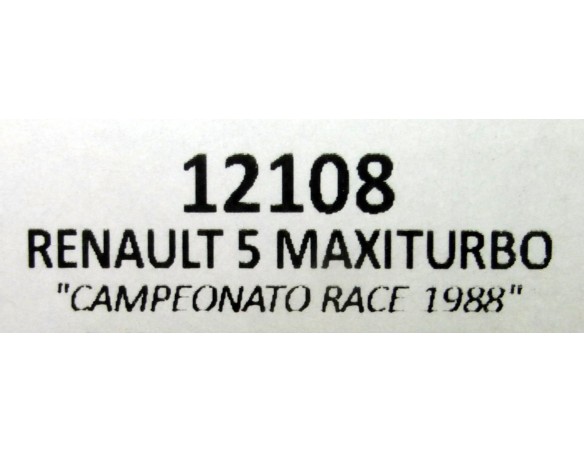 12108
RENAULT 5 MAXITURBO
"CAMPEONATO RACE 1988"